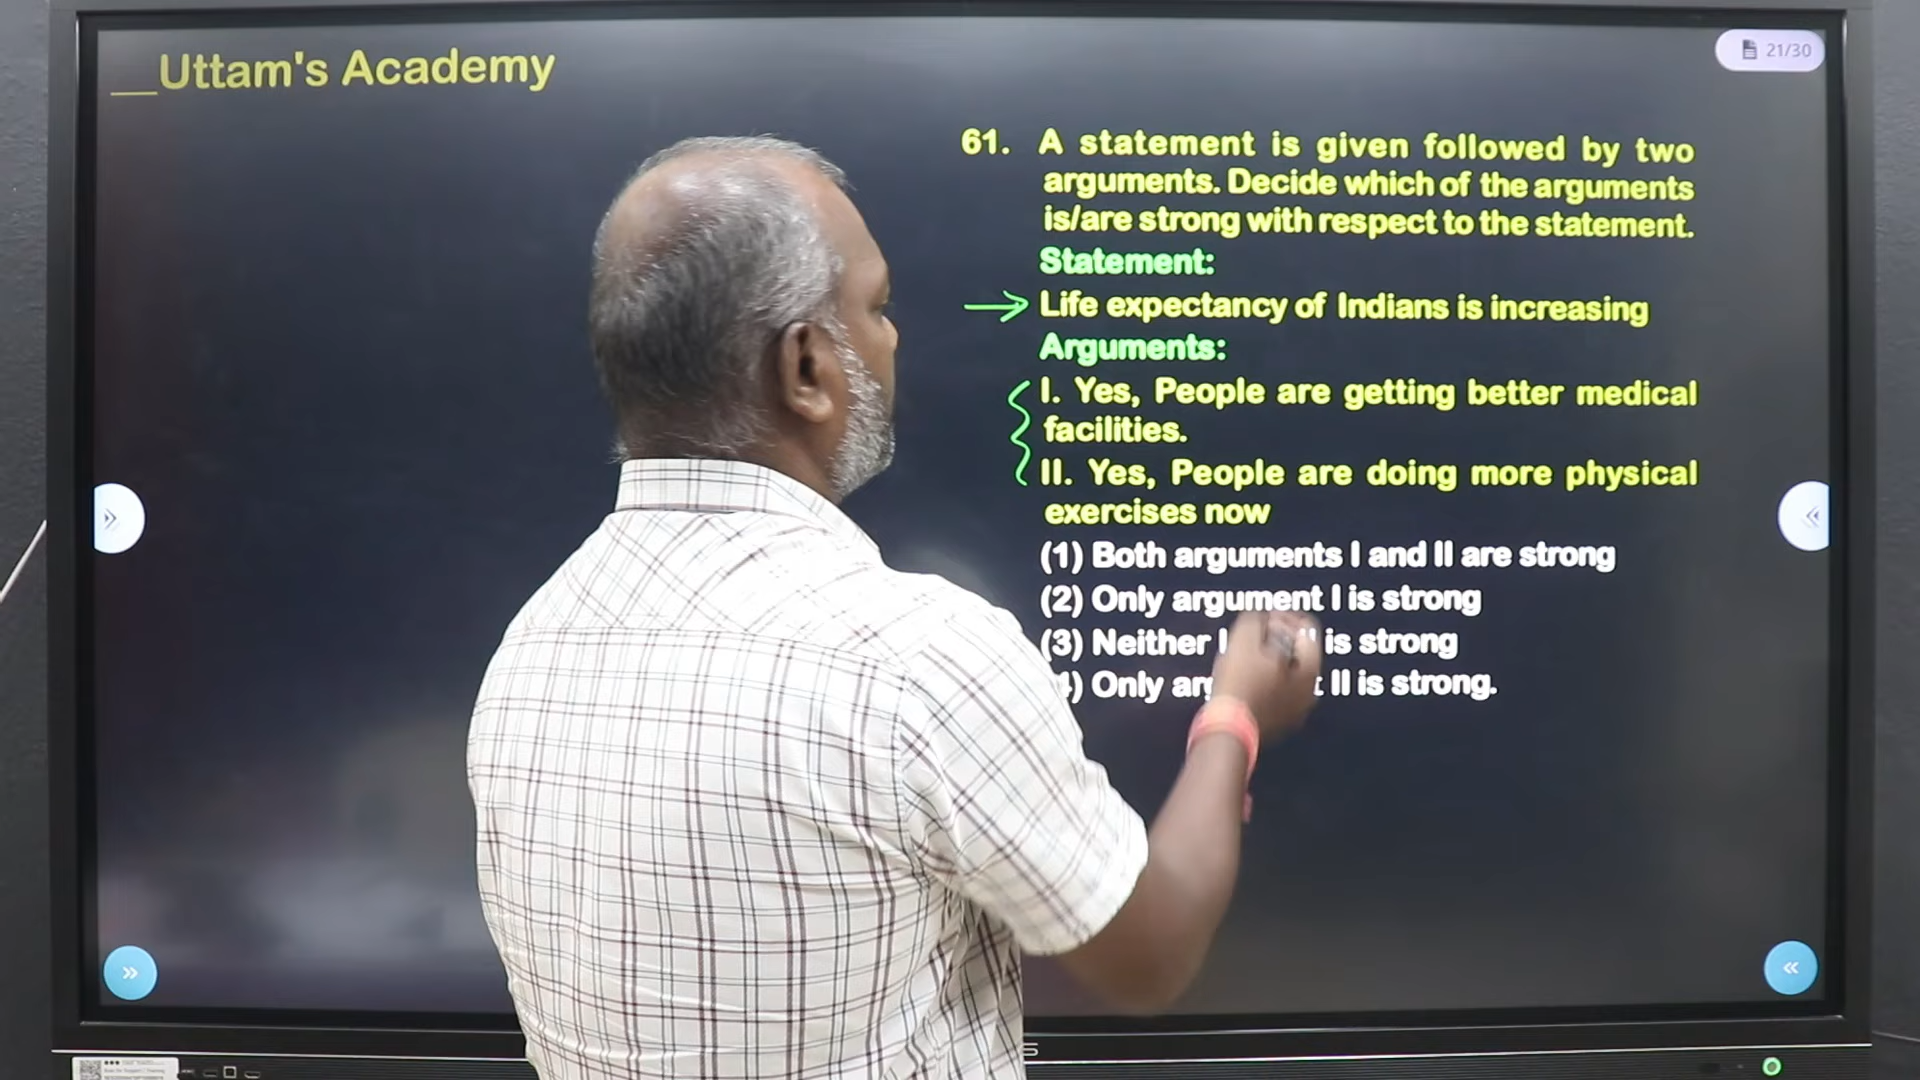 __Uttam's Academy
21/30
61. A statement is given followed by two
arguments. Decide which of the arguments
is/are strong with respect to the statement.
Statement:
Life expectancy of Indians is increasing
Arguments:
I. Yes, People are getting better medical
facilities.
II. Yes, People are doing more physical
exercises now
(1) Both arguments I and II are strong
(2) Only argument I is strong
(3) Neither I II is strong
4) Only II is strong.